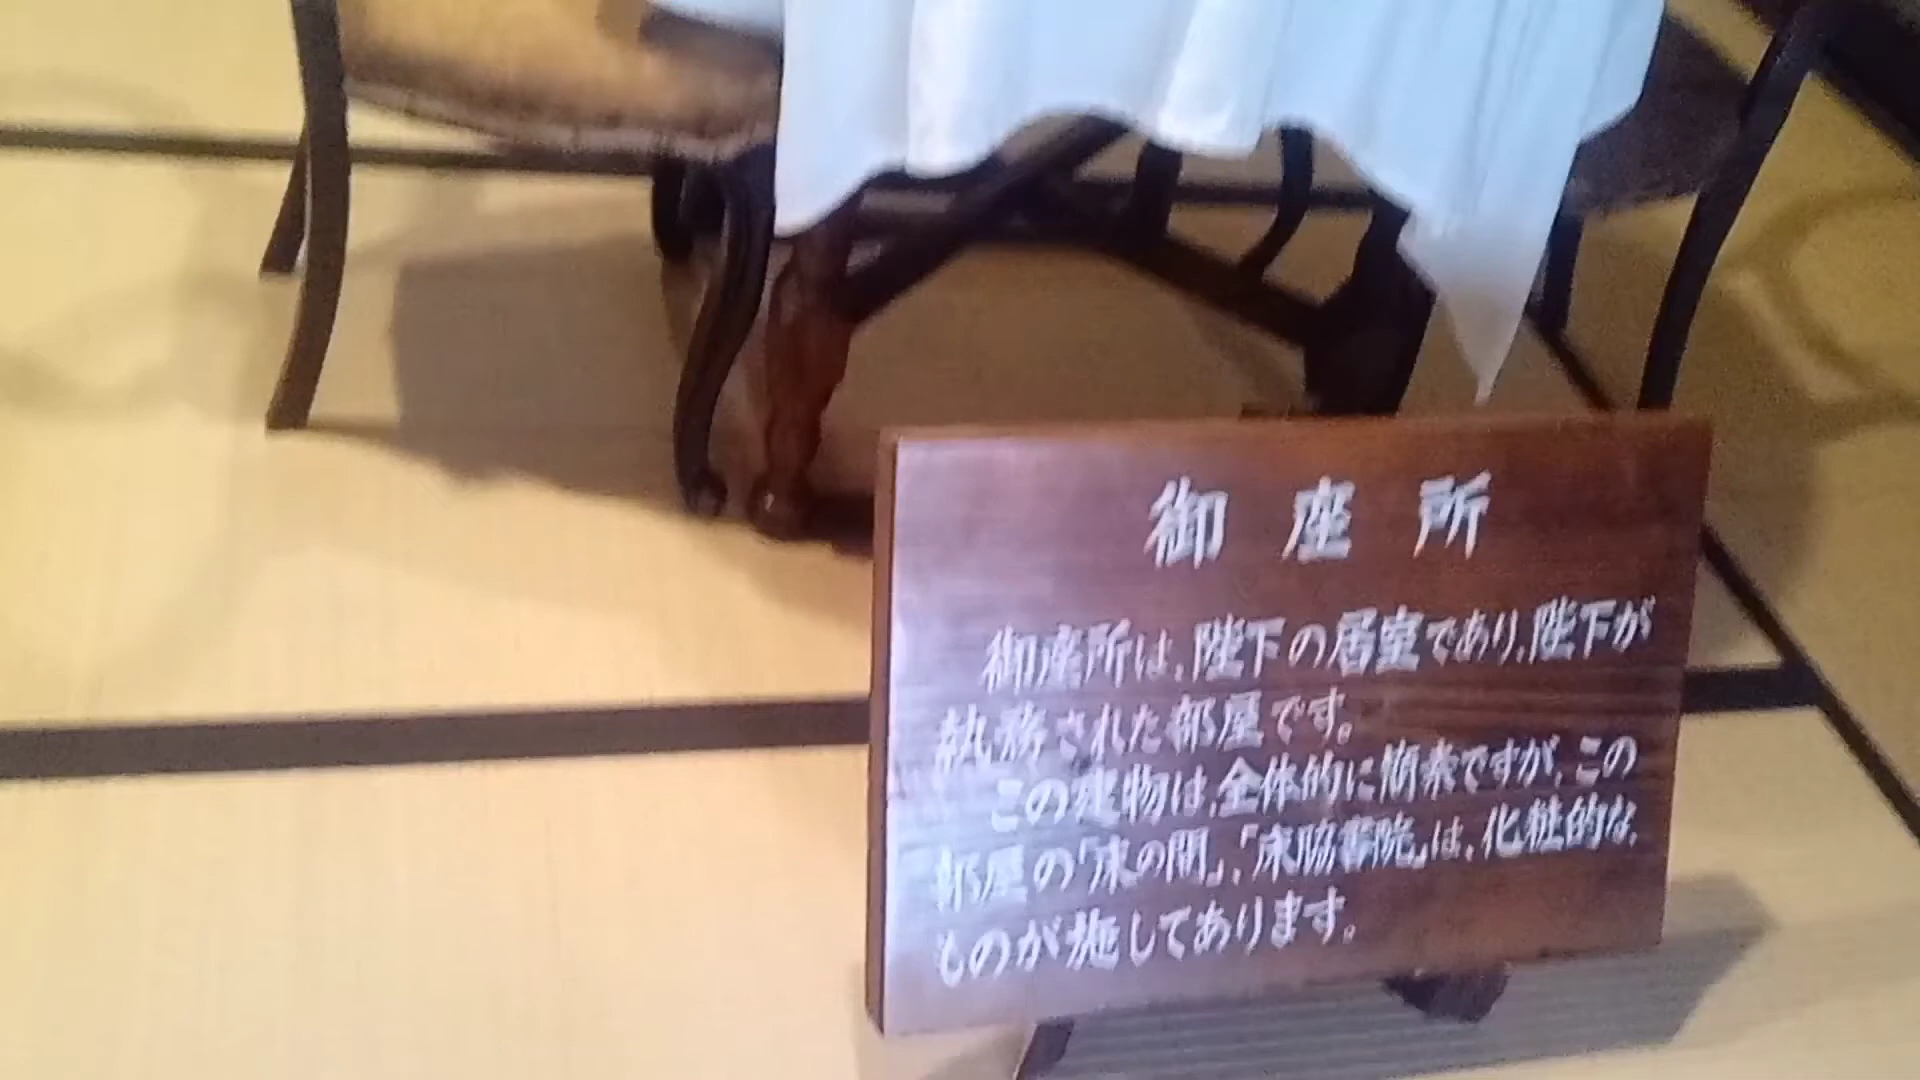 御座所
御座所は、陛下の居室であり、陛下が
執務された部屋です。
この建物は、全体的に簡素ですが、この
部屋の「床の間」、「床脇書院」は、化粧的な
ものが施してあります。